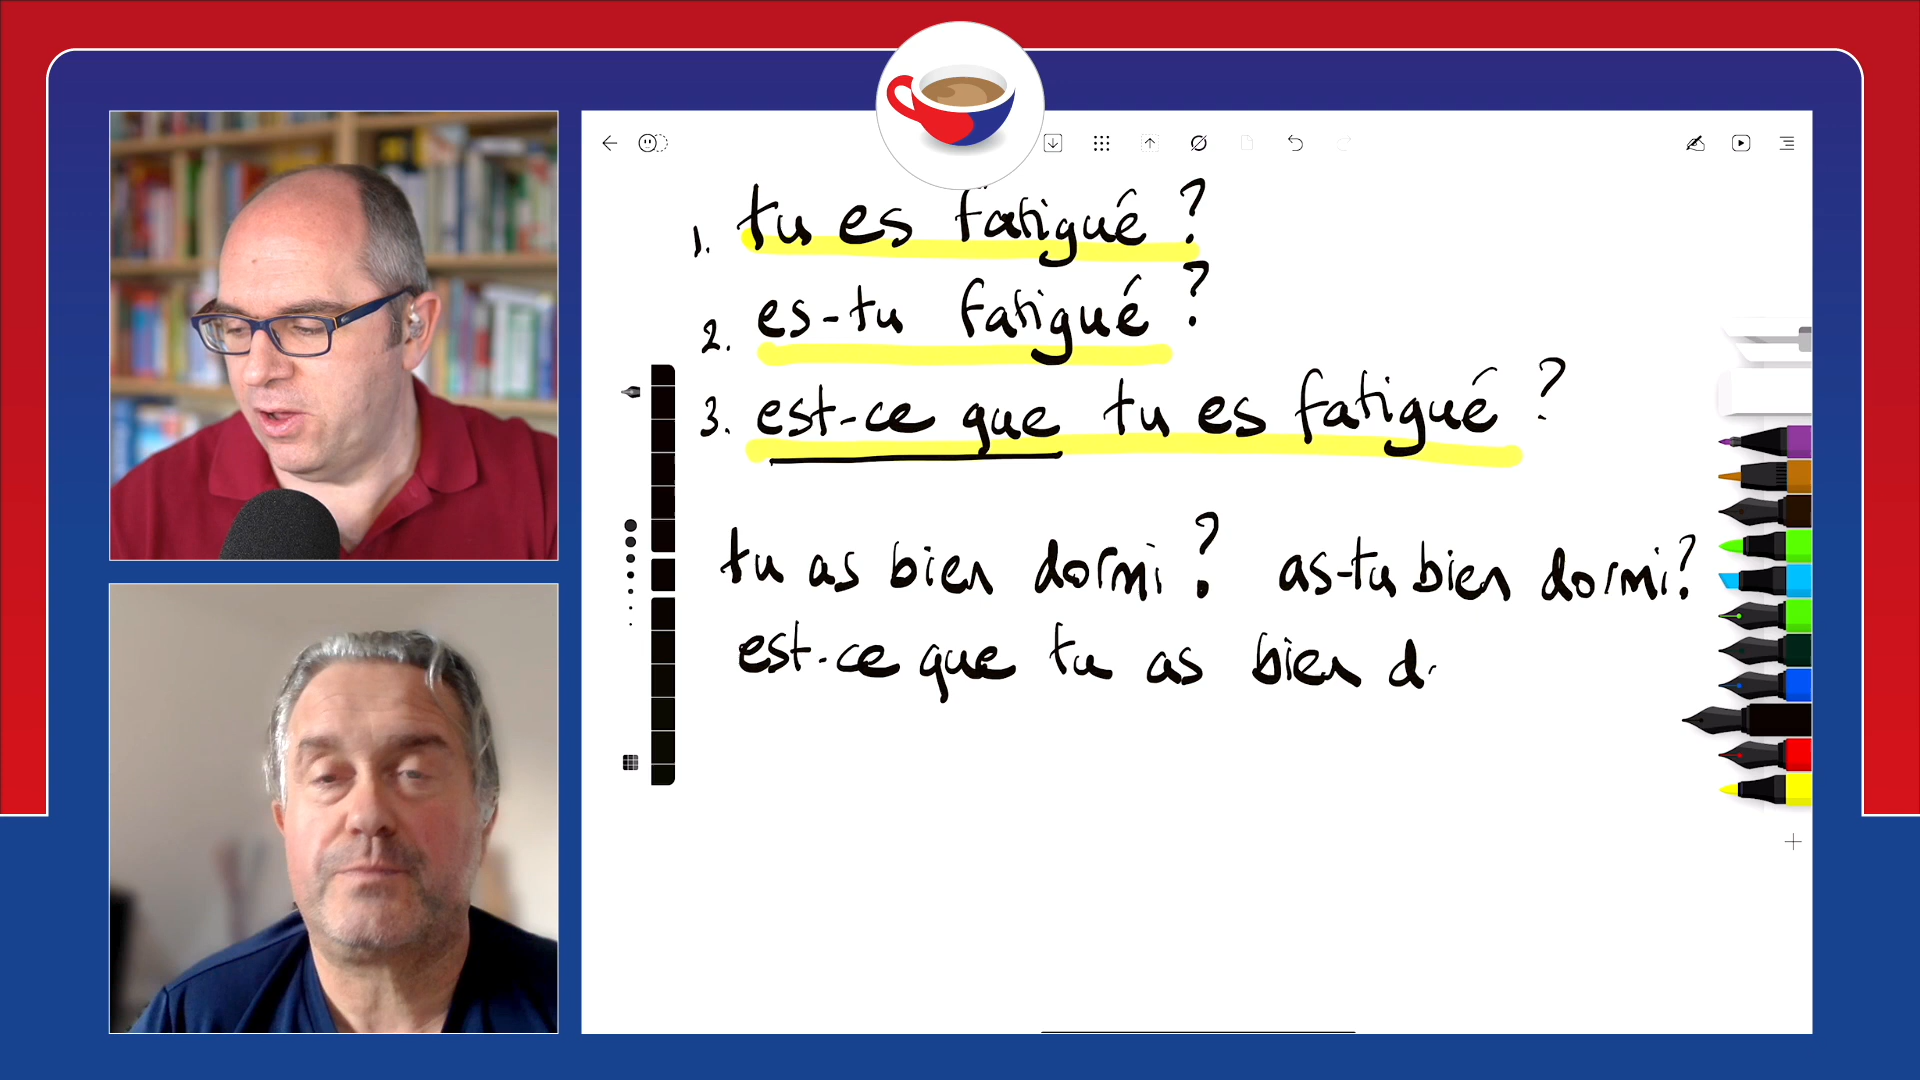 1. tu es fatigué ?
2. es-tu fatigué ?
3. est-ce que tu es fatigué ?
tu as bien dormi ? as-tu bien dormi ?
est-ce que tu as bien d